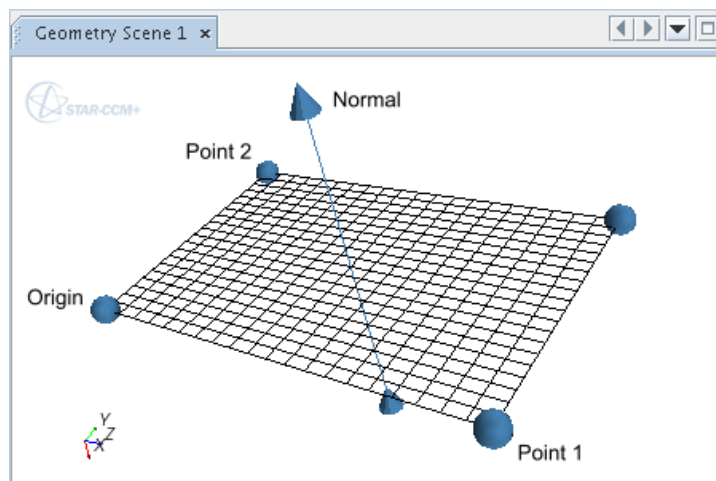 Geometry Scene 1 ×
STAR-CCM+
Normal
Point 2
Origin
Point 1
Y
Z
X